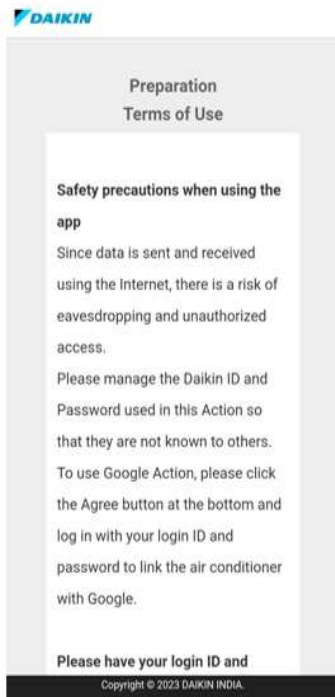 DAIKIN
Preparation
Terms of Use
Safety precautions when using the
app
Since data is sent and received
using the Internet, there is a risk of
eavesdropping and unauthorized
access.
Please manage the Daikin ID and
Password used in this Action so
that they are not known to others.
To use Google Action, please click
the Agree button at the bottom and
log in with your login ID and
password to link the air conditioner
with Google.
Please have your login ID and
Copyright © 2023 DAIKIN INDIA.